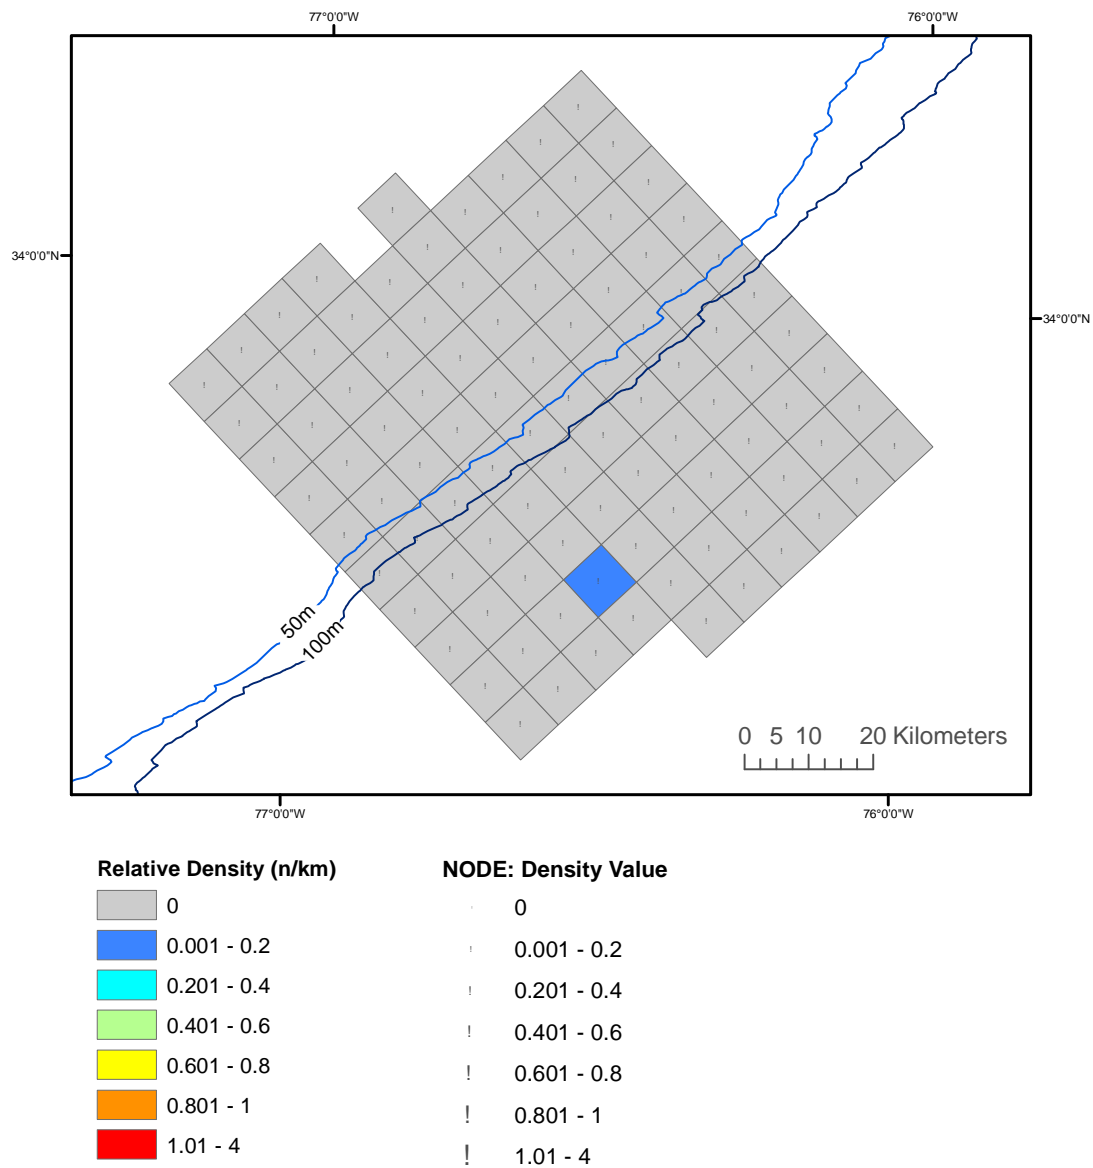 77°0'0"W
76°0'0"W
34°0'0"N
34°0'0"N
50m
100m
0 5 10 20 Kilometers
77°0'0"W
76°0'0"W
Relative Density (n/km)
0
0.001 - 0.2
0.201 - 0.4
0.401 - 0.6
0.601 - 0.8
0.801 - 1
1.01 - 4
NODE: Density Value
! 0
! 0.001 - 0.2
! 0.201 - 0.4
! 0.401 - 0.6
! 0.601 - 0.8
! 0.801 - 1
! 1.01 - 4